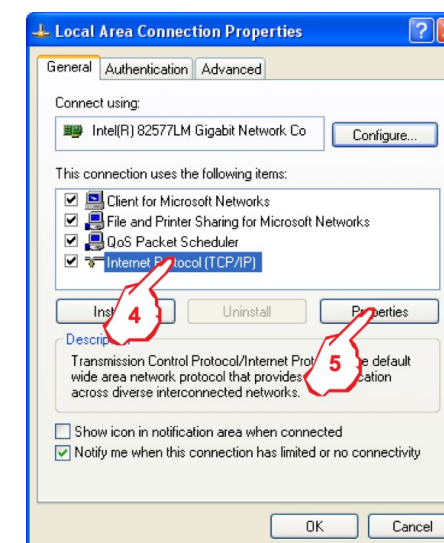 Local Area Connection Properties
General Authentication Advanced
Connect using:
Intel(R) 82577LM Gigabit Network Co
Configure...
This connection uses the following items:
Client for Microsoft Networks
File and Printer Sharing for Microsoft Networks
QoS Packet Scheduler
Internet Protocol (TCP/IP)
4
Uninstall
Properties
Transmission Control Protocol/Internet default
wide area network protocol that provides
across diverse interconnected networks.
5
Show icon in notification area when connected
Notify me when this connection has limited or no connectivity
OK Cancel